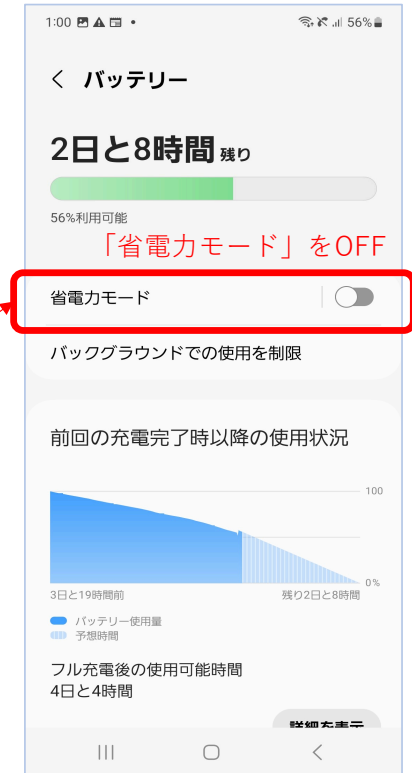 1:00 56%
バッテリー
2日と8時間 残り
56%利用可能
「省電力モード」をOFF
省電力モード
バックグラウンドでの使用を制限
前回の充電完了時以降の使用状況
100
0%
3日と19時間前 残り2日と8時間
バッテリー使用量
予想時間
フル充電後の使用可能時間
4日と4時間
詳細を表示